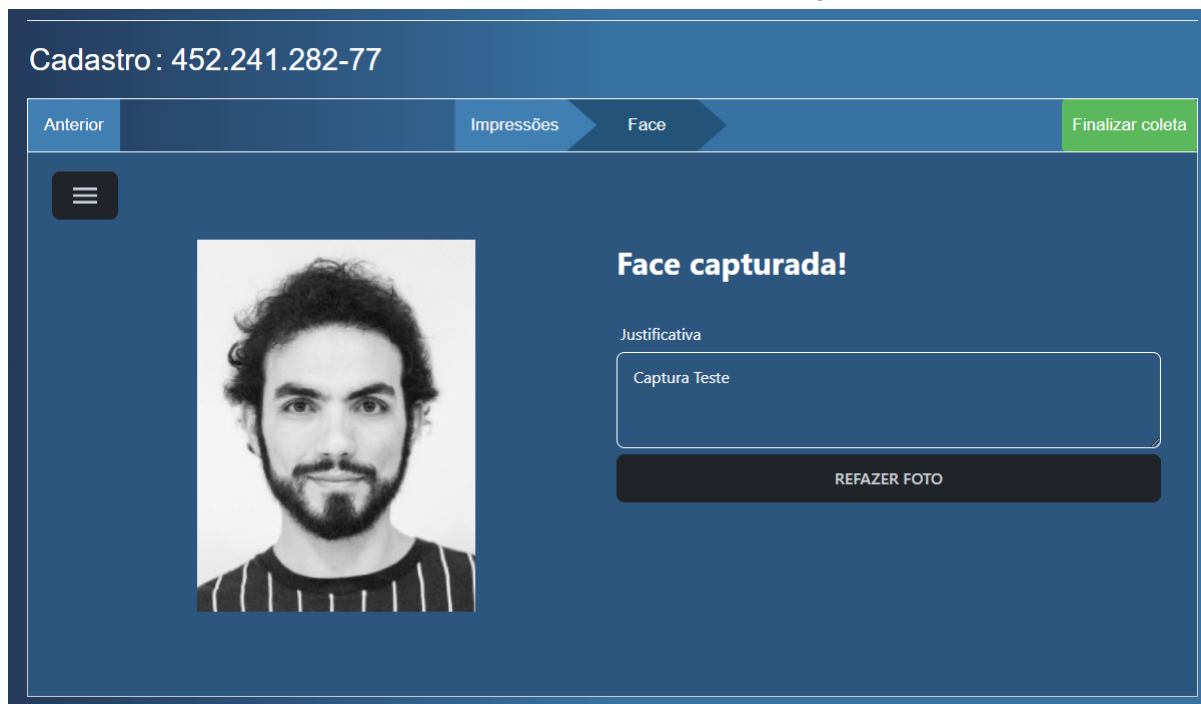 Cadastro : 452.241.282-77
Anterior
Impressões
Face
Finalizar coleta
Face capturada!
Justificativa
Captura Teste
REFAZER FOTO